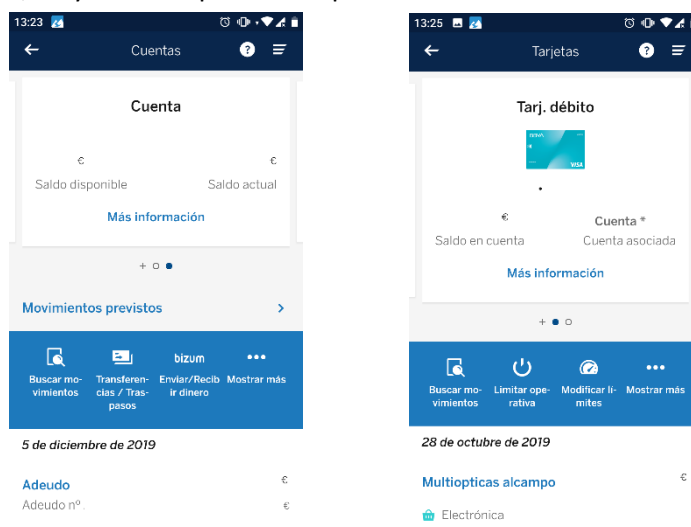 13:23
Cuentas
?
Cuenta
€ €
Saldo disponible Saldo actual
Más información
Movimientos previstos
Buscar mo-
vimientos
Transferen-
cias / Tras-
pasos
bizum
Enviar/Recib
ir dinero
Mostrar más
5 de diciembre de 2019
Adeudo €
Adeudo nº. €
13:25
Tarjetas
?
Tarj. débito
BBVA
VISA
€ Cuenta *
Saldo en cuenta Cuenta asociada
Más información
Buscar mo-
vimientos
Limitar ope-
rativa
Modificar lí-
mites
Mostrar más
28 de octubre de 2019
Multiopticas alcampo €
Electrónica